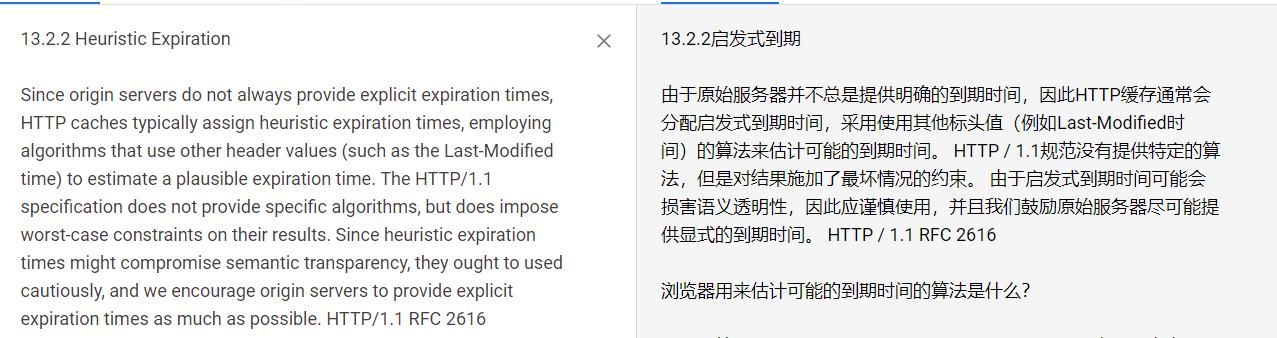 13.2.2 Heuristic Expiration
Since origin servers do not always provide explicit expiration times,
HTTP caches typically assign heuristic expiration times, employing
algorithms that use other header values (such as the Last-Modified
time) to estimate a plausible expiration time. The HTTP/1.1
specification does not provide specific algorithms, but does impose
worst-case constraints on their results. Since heuristic expiration
times might compromise semantic transparency, they ought to used
cautiously, and we encourage origin servers to provide explicit
expiration times as much as possible. HTTP/1.1 RFC 2616
13.2.2启发式到期
由于原始服务器并不总是提供明确的到期时间，因此HTTP缓存通常会
分配启发式到期时间，采用使用其他标头值（例如Last-Modified时
间）的算法来估计可能的到期时间。 HTTP / 1.1规范没有提供特定的算
法，但是对结果施加了最坏情况的约束。 由于启发式到期时间可能会
损害语义透明性，因此应谨慎使用，并且我们鼓励原始服务器尽可能提
供显式的到期时间。 HTTP / 1.1 RFC 2616
浏览器用来估计可能的到期时间的算法是什么？